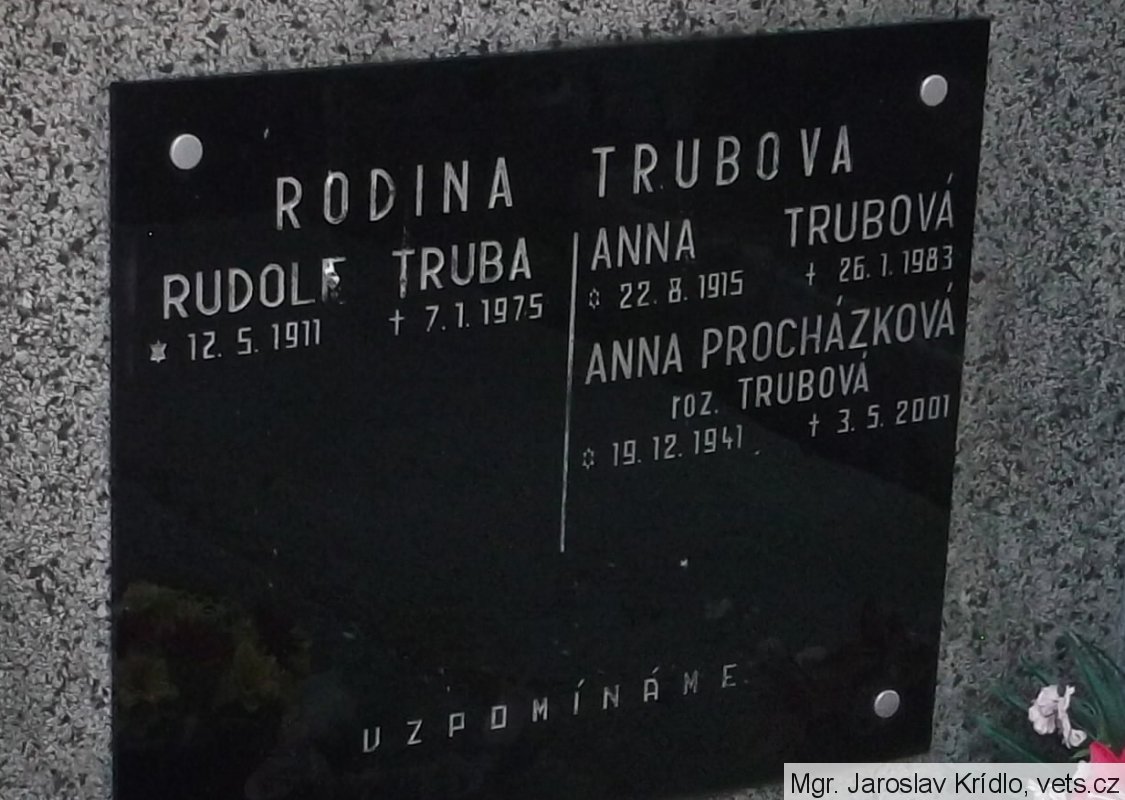 RODINA TRUBOVA
RUDOLF TRUBA
* 12. 5. 1911 † 7. 1. 1975
ANNA TRUBOVÁ
* 22. 8. 1915 † 26. 1. 1983
ANNA PROCHÁZKOVÁ
roz. TRUBOVÁ
* 19. 12. 1941 † 3. 5. 2001
VZPOMÍNÁME
Mgr. Jaroslav Krídlo, vets.cz